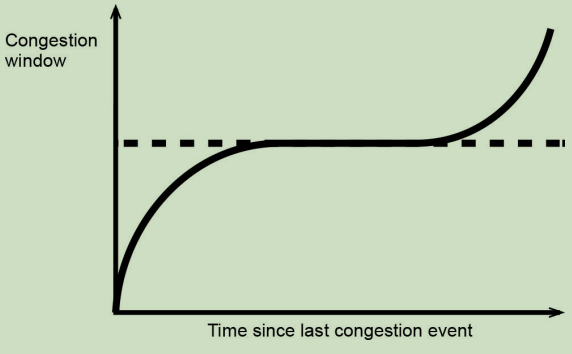 Congestion
window
Time since last congestion event